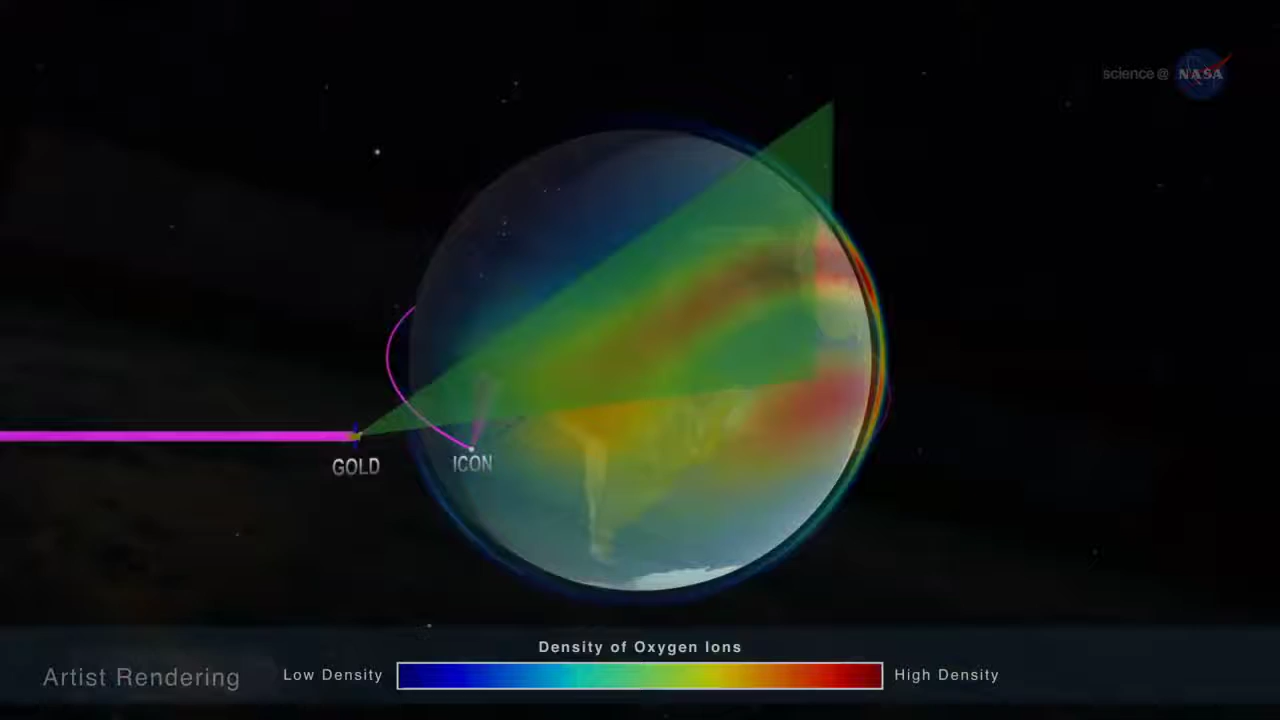 science@ NASA
GOLD
ICON
Density of Oxygen Ions
Artist Rendering
Low Density
High Density